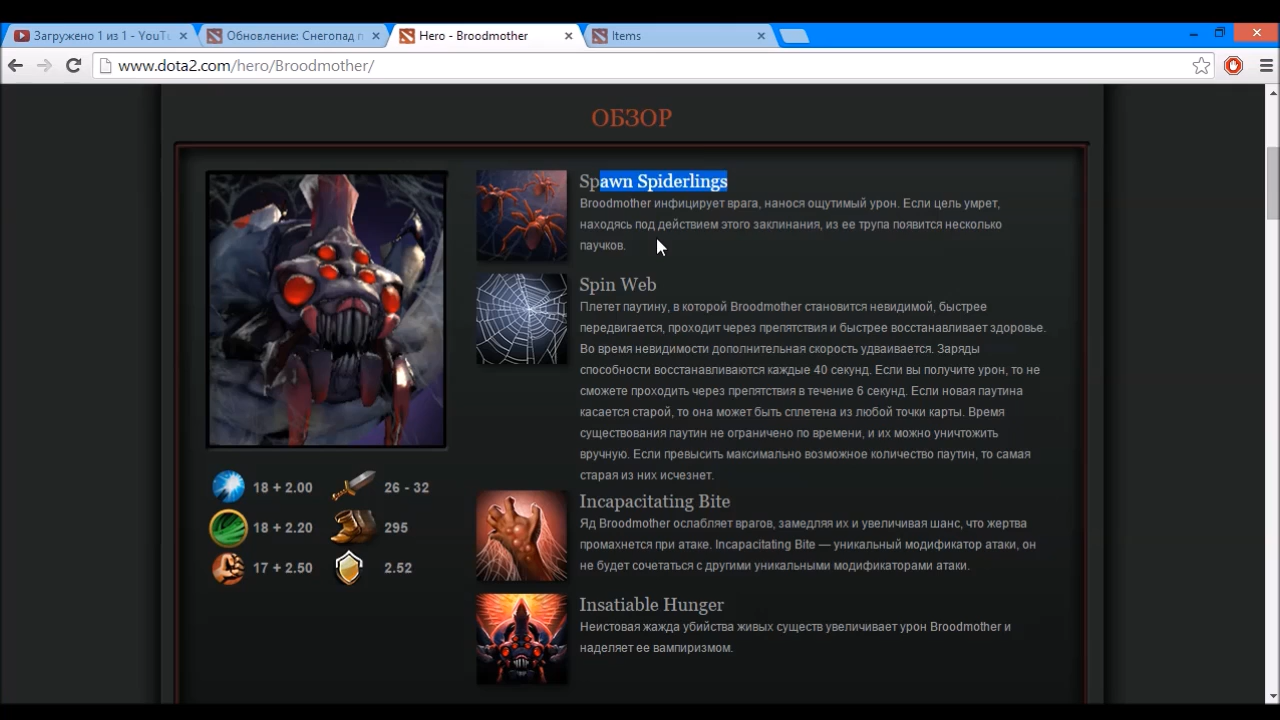 Загружено 1 из 1 - YouTu
Обновление: Снегопад п
Hero - Broodmother
Items
www.dota2.com/hero/Broodmother/
ОБЗОР
Spawn Spiderlings
Broodmother инфицирует врага, нанося ощутимый урон. Если цель умрет,
находясь под действием этого заклинания, из ее трупа появится несколько
паучков.
Spin Web
Плетет паутину, в которой Broodmother становится невидимой, быстрее
передвигается, проходит через препятствия и быстрее восстанавливает здоровье.
Во время невидимости дополнительная скорость удваивается. Заряды
способности восстанавливаются каждые 40 секунд. Если вы получите урон, то не
сможете проходить через препятствия в течение 6 секунд. Если новая паутина
касается старой, то она может быть сплетена из любой точки карты. Время
существования паутин не ограничено по времени, и их можно уничтожить
вручную. Если превысить максимально возможное количество паутин, то самая
старая из них исчезнет.
Incapacitating Bite
Яд Broodmother ослабляет врагов, замедляя их и увеличивая шанс, что жертва
промахнется при атаке. Incapacitating Bite — уникальный модификатор атаки, он
не будет сочетаться с другими уникальными модификаторами атаки.
Insatiable Hunger
Неистовая жажда убийства живых существ увеличивает урон Broodmother и
наделяет ее вампиризмом.
18 + 2.00 26 - 32
18 + 2.20 295
17 + 2.50 2.52